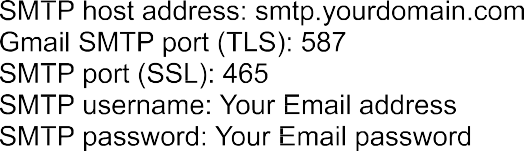 SMTP host address: smtp.yourdomain.com
Gmail SMTP port (TLS): 587
SMTP port (SSL): 465
SMTP username: Your Email address
SMTP password: Your Email password